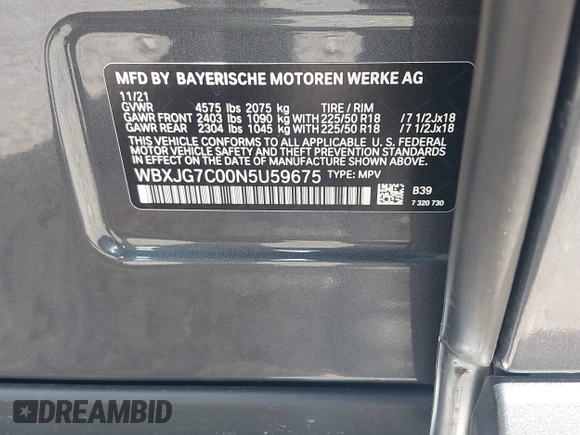 MFD BY BAYERISCHE MOTOREN WERKE AG
11/21
GVWR 4575 lbs 2075 kg TIRE / RIM
GAWR FRONT 2403 lbs 1090 kg WITH 225/50 R18 /7 1/2Jx18
GAWR REAR 2304 lbs 1045 kg WITH 225/50 R18 /7 1/2Jx18
THIS VEHICLE CONFORMS TO ALL APPLICABLE U. S. FEDERAL
MOTOR VEHICLE SAFETY, BUMPER, AND THEFT PREVENTION
STANDARDS IN EFFECT ON THE DATE OF MANUFACTURE SHOWN ABOVE.
WBXJG7C00N5U59675 TYPE: MPV
B39
7 320 730
DREAMBID